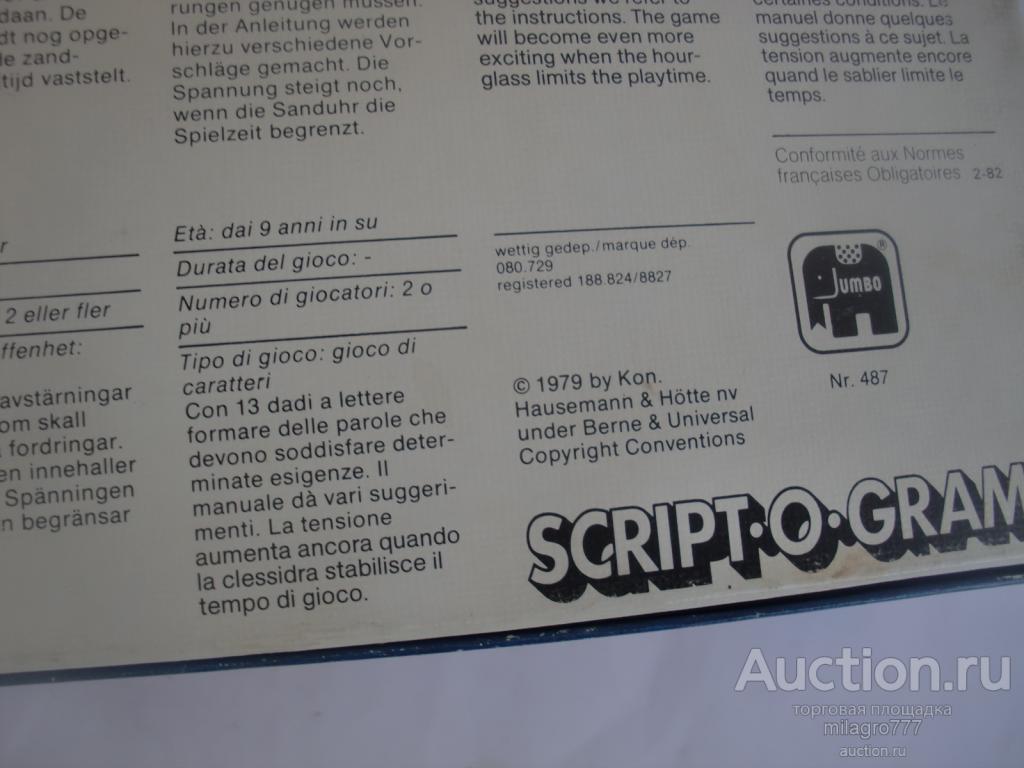 daan. De
dt nog opge-
de zand-
tijd vaststelt.
rungen genügen müssen.
In der Anleitung werden
hierzu verschiedene Vor-
schläge gemacht. Die
Spannung steigt noch,
wenn die Sanduhr die
Spielzeit begrenzt.
suggestions we refer to
the instructions. The game
will become even more
exciting when the hour-
glass limits the playtime.
certaines conditions. Le
manuel donne quelques
suggestions à ce sujet. La
tension augmente encore
quand le sablier limite le
temps.
Conformité aux Normes
françaises Obligatoires 2-82
r
2 eller fler
ffenhet:
avstärningar
om skall
fordringar.
en innehaller
Spänningen
n begränsar
Età: dai 9 anni in su
Durata del gioco: -
Numero di giocatori: 2 o
più
Tipo di gioco: gioco di
caratteri
Con 13 dadi a lettere
formare delle parole che
devono soddisfare deter-
minate esigenze. Il
manuale dà vari suggeri-
menti. La tensione
aumenta ancora quando
la clessidra stabilisce il
tempo di gioco.
wettig gedep./marque dép.
080.729
registered 188.824/8827
JUMBO ®
Nr. 487
© 1979 by Kon.
Hausemann & Hötte nv
under Berne & Universal
Copyright Conventions
SCRIPT·O·GRAM
Auction.ru
торговая площадка
milagro777
auction.ru